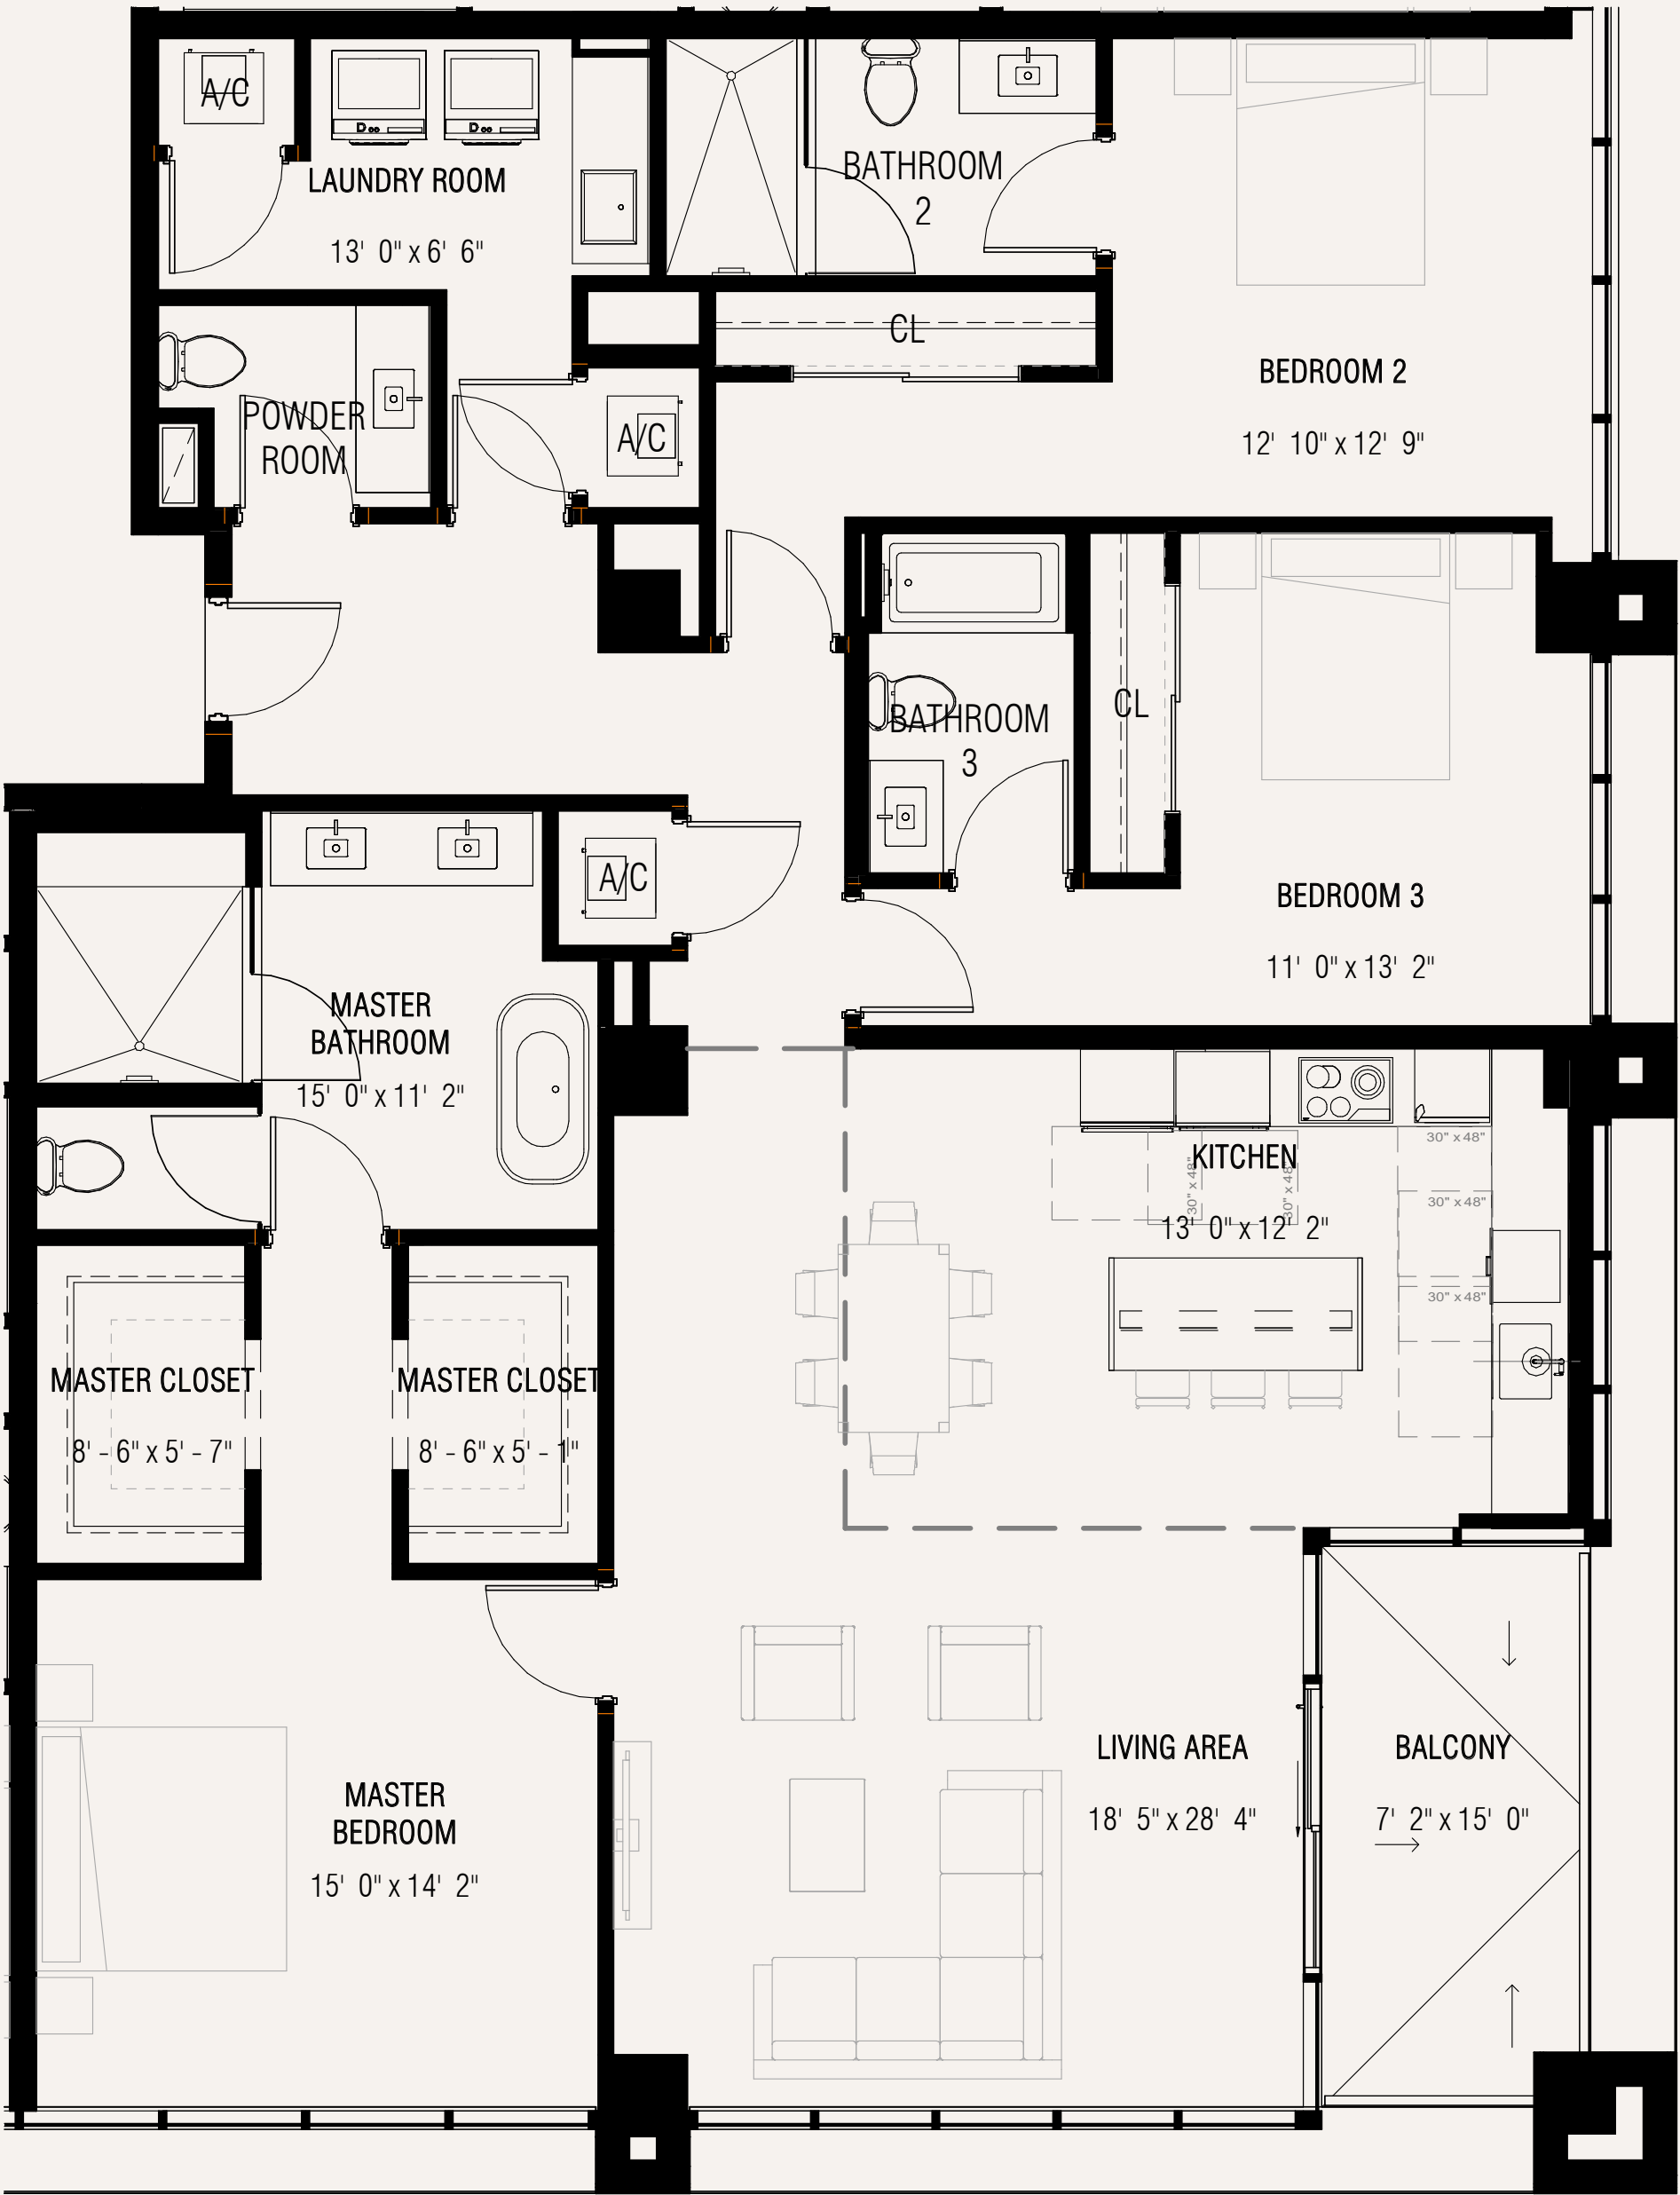 A/C
LAUNDRY ROOM
13' 0" x 6' 6"
D
D
BATHROOM
2
CL
POWDER
ROOM
A/C
BEDROOM 2
12' 10" x 12' 9"
BATHROOM
3
CL
A/C
BEDROOM 3
11' 0" x 13' 2"
MASTER
BATHROOM
15' 0" x 11' 2"
KITCHEN
13' 0" x 12' 2"
30" x 48"
30" x 48"
30" x 48"
30" x 48"
30" x 48"
MASTER CLOSET
8' - 6" x 5' - 7"
MASTER CLOSET
8' - 6" x 5' - 1"
LIVING AREA
18' 5" x 28' 4"
BALCONY
7' 2" x 15' 0"
MASTER
BEDROOM
15' 0" x 14' 2"